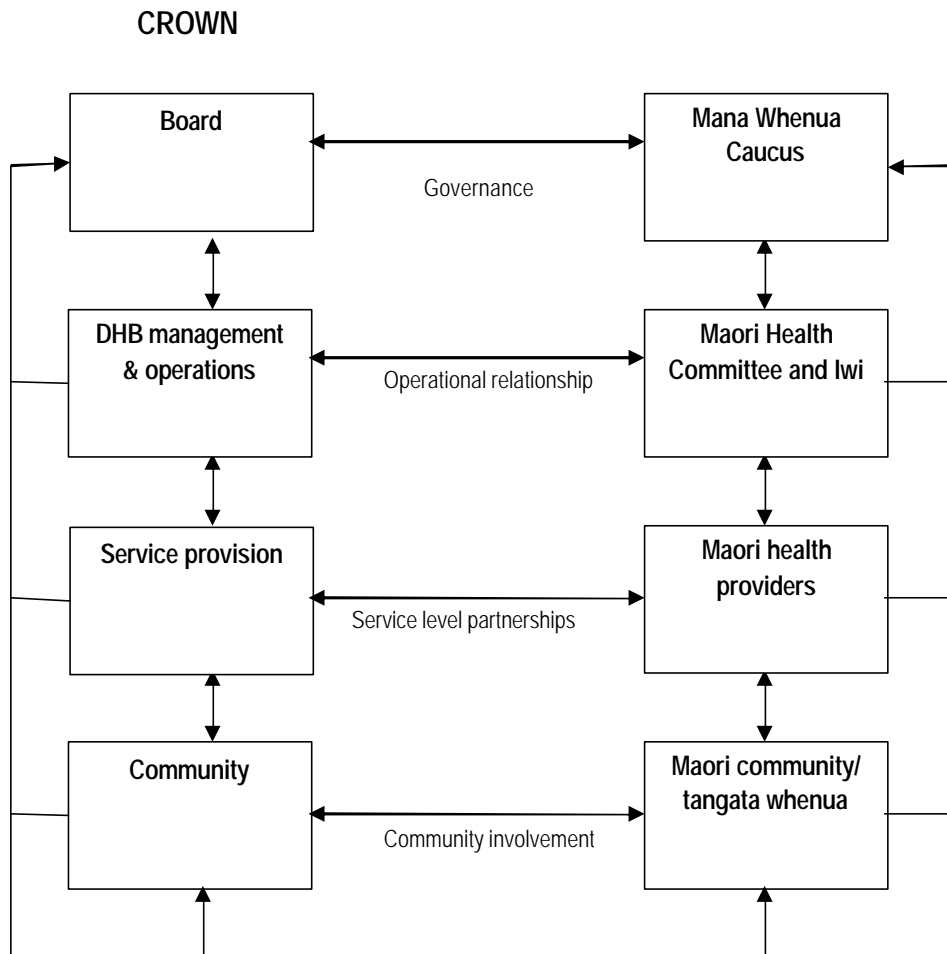 CROWN
Board
Mana Whenua
Caucus
Governance
DHB management
& operations
Maori Health
Committee and Iwi
Operational relationship
Service provision
Maori health
providers
Service level partnerships
Community
Maori community/
tangata whenua
Community involvement